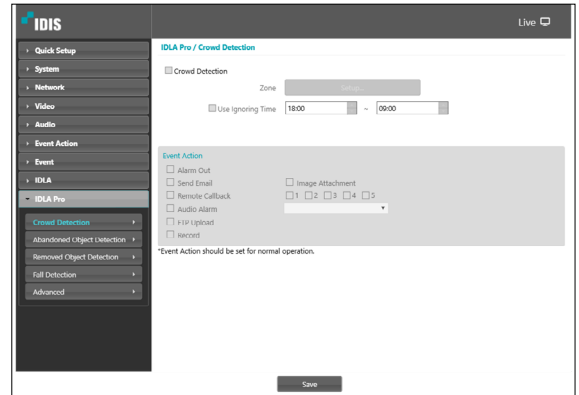 IDIS
Live
Quick Setup
System
Network
Video
Audio
Event Action
Event
IDLA
IDLA Pro
Crowd Detection
Abandoned Object Detection
Removed Object Detection
Fall Detection
Advanced
IDLA Pro / Crowd Detection
Crowd Detection
Zone Setup...
Use Ignoring Time 18:00 ~ 09:00
Event Action
Alarm Out
Send Email Image Attachment
Remote Callback 1 2 3 4 5
Audio Alarm
FTP Upload
Record
*Event Action should be set for normal operation.
Save